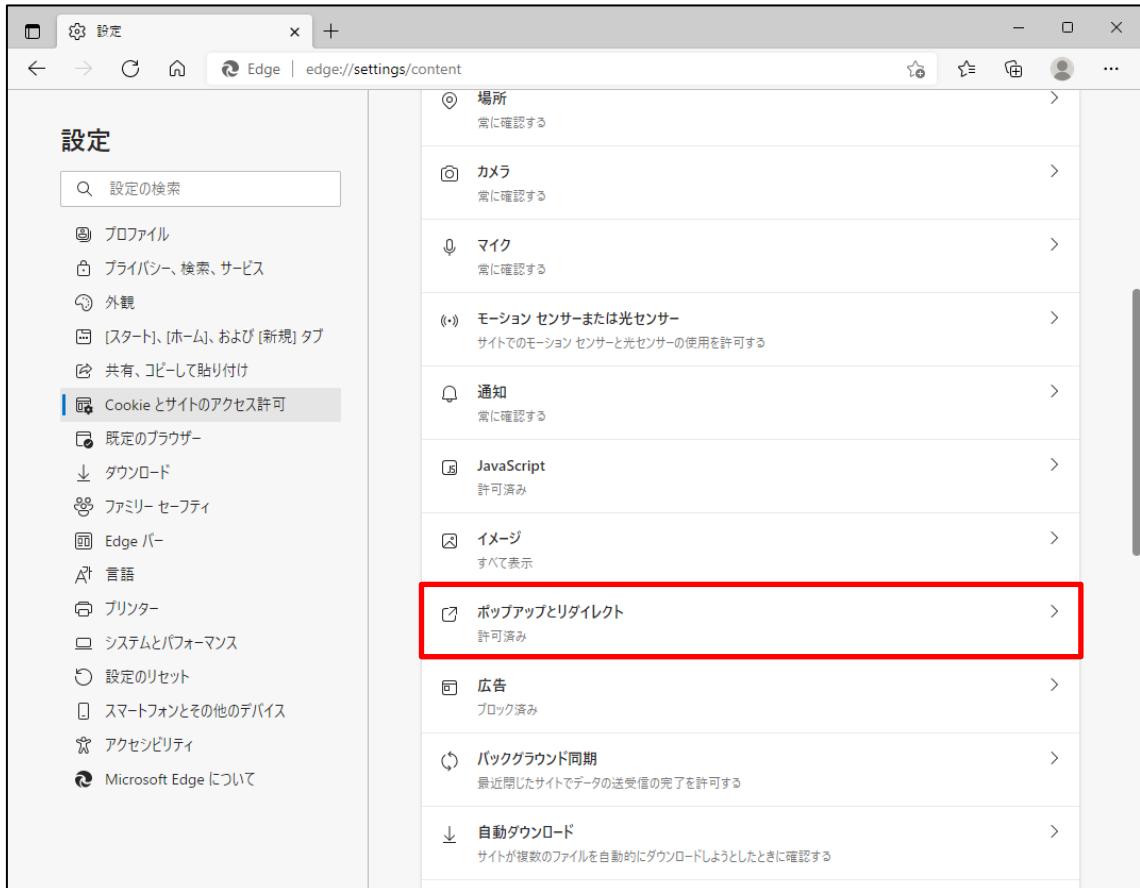 設定
Edge | edge://settings/content
設定
設定の検索
プロファイル
プライバシー、検索、サービス
外観
[スタート]、[ホーム]、および [新規] タブ
共有、コピーして貼り付け
Cookie とサイトのアクセス許可
既定のブラウザー
ダウンロード
ファミリー セーフティ
Edge バー
言語
プリンター
システムとパフォーマンス
設定のリセット
スマートフォンとその他のデバイス
アクセシビリティ
Microsoft Edge について
場所
常に確認する
カメラ
常に確認する
マイク
常に確認する
モーション センサーまたは光センサー
サイトでのモーション センサーと光センサーの使用を許可する
通知
常に確認する
JavaScript
許可済み
イメージ
すべて表示
ポップアップとリダイレクト
許可済み
広告
ブロック済み
バックグラウンド同期
最近閉じたサイトでデータの送受信の完了を許可する
自動ダウンロード
サイトが複数のファイルを自動的にダウンロードしようとしたときに確認する